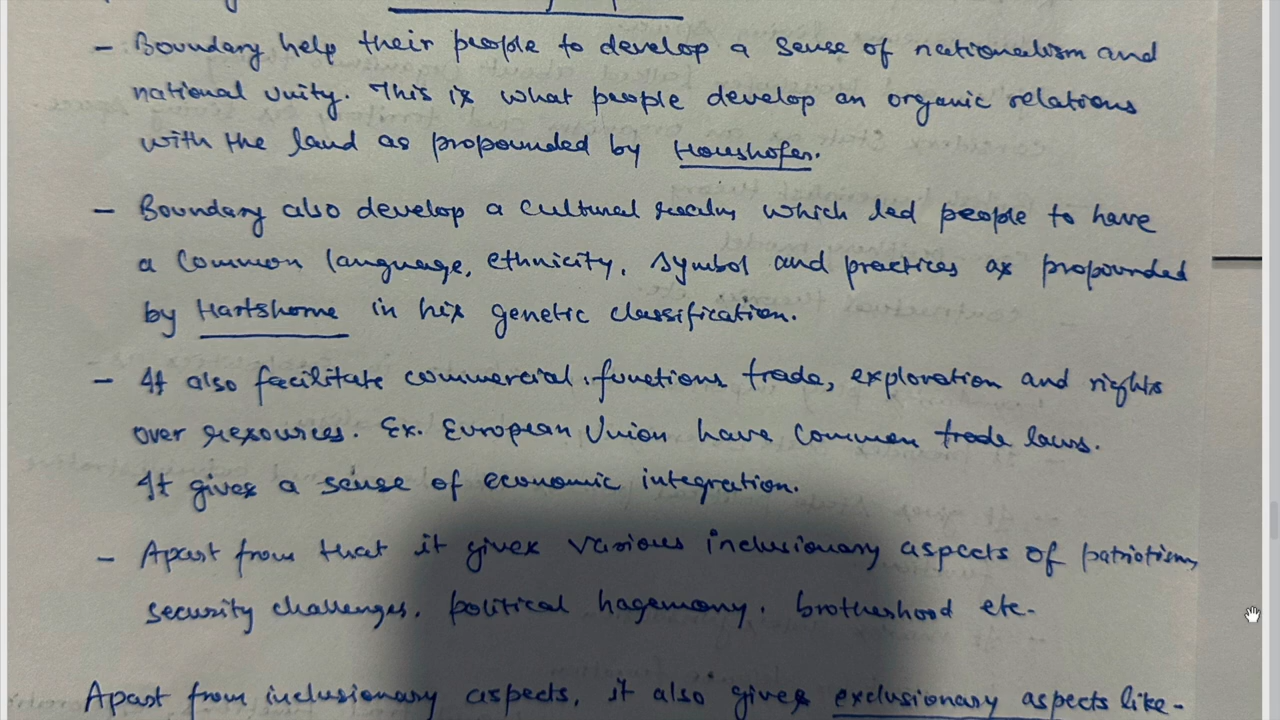 - Boundary help their people to develop a sense of nationalism and
national unity. This is what people develop an organic relations
with the land as propounded by Houshofer.
- Boundary also develop a cultural realm which led people to have
a common language, ethnicity, symbol and practices as propounded
by Hartshorne in his genetic classification.
- It also facilitate commercial functions trade, exploration and rights
over resources. Ex. European Union have common trade laws.
It gives a sense of economic integration.
- Apart from that it gives various inclusionary aspects of patriotism,
security challenges, political hagemony, brotherhood etc.
Apart from inclusionary aspects, it also gives exclusionary aspects like-